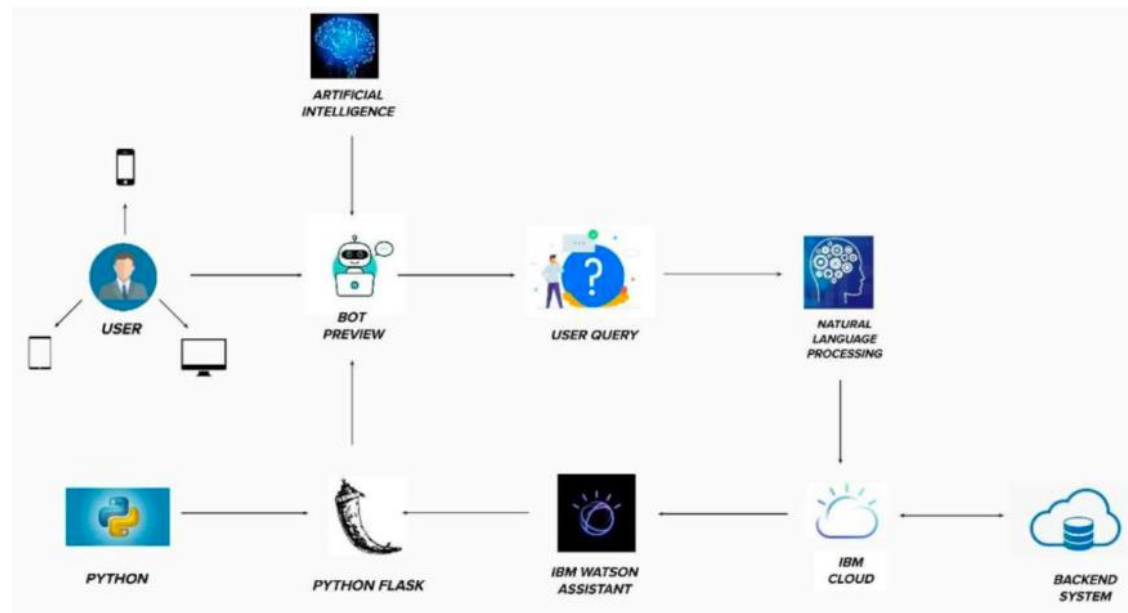 ARTIFICIAL
INTELLIGENCE
USER
BOT
PREVIEW
?
USER QUERY
NATURAL
LANGUAGE
PROCESSING
PYTHON
PYTHON FLASK
IBM WATSON
ASSISTANT
IBM
CLOUD
BACKEND
SYSTEM